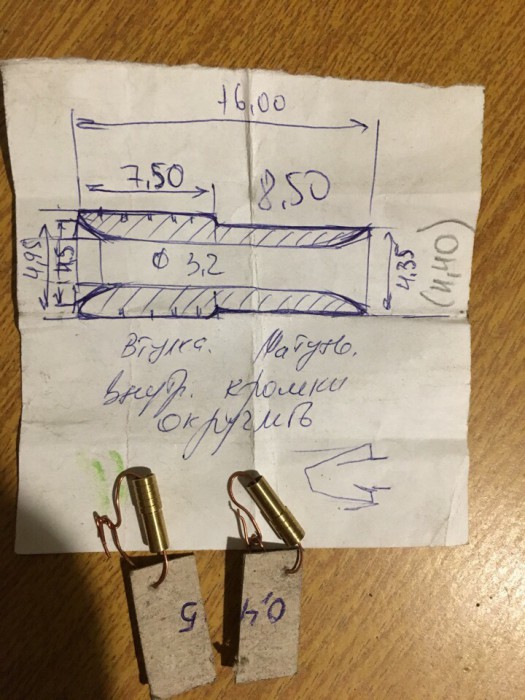 16,00
7,50
8,50
4,95
4,5
Ø 3,2
4,35
(4,40)
Втулка. Латунь.
внутр. кромки
округлить
5
0,4